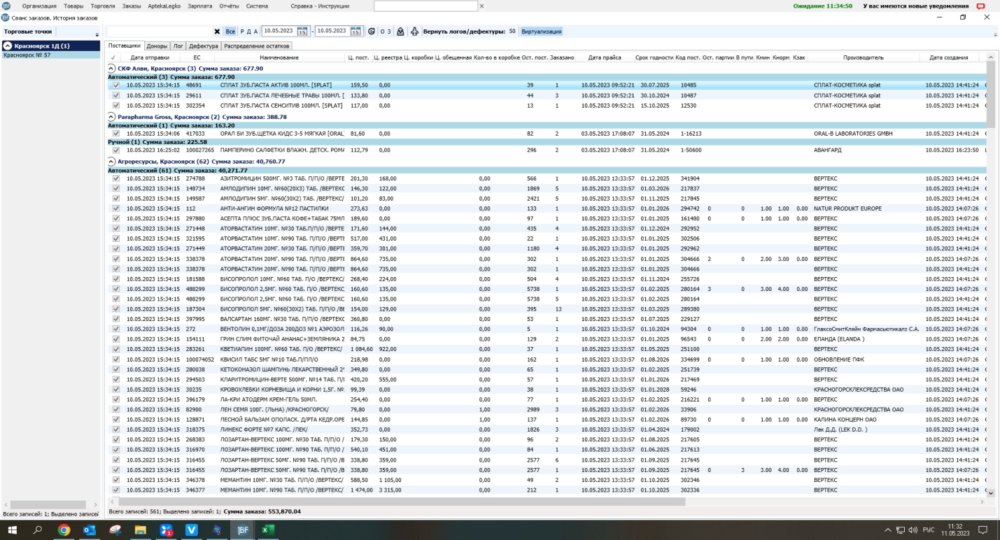 Организация Товары Торговля Заказы AptekaLegko Зарплата Отчёты Система Справка - Инструкции Ожидание 11:34:50 У вас имеются новые уведомления
Сеанс заказов. История заказов
Торговые точки Все Р Д А 10.05.2023 - 10.05.2023 О З Вернуть логов/дефектуры: 50 Виртуализация
Красноярск 1Д (1)
Красноярск № 57
Поставщики Доноры Лог Дефектура Распределение остатков
Дата отправки ЕС Наименование Ц. пост. Ц. реестра Ц. коробки Ц. обещенная Кол-во в коробке Ост. пост. Заказано Дата прайса Срок годности Код пост. Ост. партии В пути Кмин Кнорм Кзак Производитель Дата создания
СКФ Алви, Красноярск (3) Сумма заказа: 677.90
Автоматический (3) Сумма заказа: 677.90
10.05.2023 15:34:15 48691 СПЛАТ ЗУБ.ПАСТА АКТИВ 100МЛ. [SPLAT] 159,50 0,00 39 1 10.05.2023 09:52:21 30.07.2025 10485 СПЛАТ-КОСМЕТИКА splat 10.05.2023 14:41:24
10.05.2023 15:34:15 29611 СПЛАТ ЗУБ.ПАСТА ЛЕЧЕБНЫЕ ТРАВЫ 100МЛ. [ 133,80 0,00 44 3 10.05.2023 09:52:21 30.10.2024 10487 СПЛАТ-КОСМЕТИКА splat 10.05.2023 14:41:24
10.05.2023 15:34:15 302354 СПЛАТ ЗУБ.ПАСТА СЕНСИТИВ 100МЛ. [SPLAT] 117,00 0,00 13 1 10.05.2023 09:52:21 15.10.2025 12530 СПЛАТ-КОСМЕТИКА splat 10.05.2023 14:41:24
Parapharma Gross, Красноярск (2) Сумма заказа: 388.78
Автоматический (1) Сумма заказа: 163.20
10.05.2023 15:34:06 417033 ОРАЛ БИ ЗУБ.ЩЕТКА КИДС 3-5 МЯГКАЯ [ORAL 81,60 0,00 82 2 03.05.2023 17:08:07 31.05.2024 1-16213 ORAL-B LABORATORIES GMBH 10.05.2023 14:41:24
Ручной (1) Сумма заказа: 225.58
10.05.2023 16:25:02 100027265 ПАМПЕРИНО САЛФЕТКИ ВЛАЖН. ДЕТСК. РОМА 112,79 0,00 296 2 03.05.2023 17:08:07 31.05.2024 1-50600 АВАНГАРД 10.05.2023 16:23:50
Агроресурсы, Красноярск (62) Сумма заказа: 40,760.77
Автоматический (61) Сумма заказа: 40,271.77
10.05.2023 15:34:15 274788 АЗИТРОМИЦИН 500МГ. №3 ТАБ. П/П/О /ВЕРТЕ 201,30 168,00 0,00 566 1 10.05.2023 13:33:57 01.12.2025 341904 ВЕРТЕКС 10.05.2023 14:41:24
10.05.2023 15:34:15 148734 АМЛОДИПИН 10МГ. №60(20Х3) ТАБ. /ВЕРТЕКС 146,30 122,00 0,00 1869 5 10.05.2023 13:33:57 01.03.2026 217837 ВЕРТЕКС 10.05.2023 14:41:24
10.05.2023 15:34:15 149587 АМЛОДИПИН 5МГ. №60(30Х2) ТАБ. /ВЕРТЕКС/ 101,20 83,00 0,00 2421 5 10.05.2023 13:33:57 01.11.2025 217845 ВЕРТЕКС 10.05.2023 14:41:24
10.05.2023 15:34:15 112 АНТИ-АНГИН ФОРМУЛА №12 ПАСТИЛКИ 273,63 0,00 0,00 133 1 10.05.2023 13:33:57 01.01.2026 294742 0 0 1.00 1.00 0.00 NATUR PRODUKT EUROPE 10.05.2023 14:07:26
10.05.2023 15:34:15 297880 АСЕПТА ПЛЮС ЗУБ.ПАСТА КОФЕ+ТАБАК 75МЛ 189,60 0,00 0,00 97 1 10.05.2023 13:33:57 01.01.2026 161480 0 0 1.00 1.00 0.00 ВЕРТЕКС 10.05.2023 14:07:26
10.05.2023 15:34:15 271448 АТОРВАСТАТИН 10МГ. №30 ТАБ.П/П/О /ВЕРТЕ 171,60 144,00 0,00 435 4 10.05.2023 13:33:57 01.12.2024 292952 ВЕРТЕКС 10.05.2023 14:41:24
10.05.2023 15:34:15 321595 АТОРВАСТАТИН 10МГ. №90 ТАБ. П/П/О /ВЕРТЕ 517,00 431,00 0,00 22 1 10.05.2023 13:33:57 01.01.2025 302506 ВЕРТЕКС 10.05.2023 14:41:24
10.05.2023 15:34:15 271449 АТОРВАСТАТИН 20МГ. №30 ТАБ. П/П/О /ВЕРТЕ 359,70 301,00 0,00 1180 4 10.05.2023 13:33:57 01.01.2025 292962 ВЕРТЕКС 10.05.2023 14:41:24
10.05.2023 15:34:15 338378 АТОРВАСТАТИН 20МГ. №90 ТАБ. П/П/О /ВЕРТЕ 864,60 735,00 0,00 302 1 10.05.2023 13:33:57 01.01.2025 304666 2 0 2.00 3.00 0.00 ВЕРТЕКС 10.05.2023 14:07:26
10.05.2023 15:34:15 338378 АТОРВАСТАТИН 20МГ. №90 ТАБ. П/П/О /ВЕРТЕ 864,60 735,00 0,00 302 1 10.05.2023 13:33:57 01.01.2025 304666 ВЕРТЕКС 10.05.2023 14:41:24
10.05.2023 15:34:15 181588 БИСОПРОЛОЛ 10МГ. №60 ТАБ. П/О /ВЕРТЕКС/ 268,40 224,00 0,00 504 4 10.05.2023 13:33:57 01.11.2024 255726 ВЕРТЕКС 10.05.2023 14:41:24
10.05.2023 15:34:15 488299 БИСОПРОЛОЛ 2,5МГ. №60 ТАБ. П/О /ВЕРТЕКС 160,60 135,00 0,00 5738 1 10.05.2023 13:33:57 01.02.2025 280164 3 0 3.00 4.00 0.00 ВЕРТЕКС 10.05.2023 14:07:26
10.05.2023 15:34:15 488299 БИСОПРОЛОЛ 2,5МГ. №60 ТАБ. П/О /ВЕРТЕКС 160,60 135,00 0,00 5738 5 10.05.2023 13:33:57 01.02.2025 280164 ВЕРТЕКС 10.05.2023 14:41:24
10.05.2023 15:34:15 187304 БИСОПРОЛОЛ 5МГ. №60(30Х2) ТАБ. П/П/О /ВЕ 154,00 129,00 0,00 395 13 10.05.2023 13:33:57 01.03.2025 289380 ВЕРТЕКС 10.05.2023 14:41:24
10.05.2023 15:34:15 397995 ВАЛСАРТАН 160МГ. №30 ТАБ. П/П/О /ВЕРТЕКС 360,80 0,00 0,00 53 1 10.05.2023 13:33:57 01.07.2025 229127 ВЕРТЕКС 10.05.2023 14:41:24
10.05.2023 15:34:15 272 ВЕНТОЛИН 0,1МГ/ДОЗА 200ДОЗ №1 АЭРОЗОЛ 116,26 90,00 0,00 5 1 10.05.2023 13:33:57 01.10.2024 94304 0 0 1.00 1.00 0.00 ГлаксоСмитКляйн Фармасьютикалз С.А. 10.05.2023 14:07:26
10.05.2023 15:34:15 154111 ГРИН СЛИМ ФИТОЧАЙ АНАНАС+ЗЕМЛЯНИКА 2 84,75 0,00 0,00 129 2 10.05.2023 13:33:57 01.01.2025 96543 0 0 2.00 2.00 0.00 ЕЛАНДА (ELANDA ) 10.05.2023 14:07:26
10.05.2023 15:34:15 283261 КВЕТИАПИН 100МГ. №60 ТАБ. П/О /ВЕРТЕКС/ 1 084,60 922,00 0,00 37 1 10.05.2023 13:33:57 01.05.2025 251100 ВЕРТЕКС 10.05.2023 14:41:24
10.05.2023 15:34:15 100074052 КВИСИЛ ТАБС 5МГ №10 ТАБ.П/ПЛ/О 218,98 0,00 0,00 162 1 10.05.2023 13:33:57 01.08.2026 334699 0 0 1.00 1.00 0.00 ОБНОВЛЕНИЕ ПФК 10.05.2023 14:07:26
10.05.2023 15:34:15 280038 КЕТОКОНАЗОЛ ШАМПУНЬ ЛЕКАРСТВЕННЫЙ 2° 349,80 0,00 0,00 65 1 10.05.2023 13:33:57 01.02.2025 251739 ВЕРТЕКС 10.05.2023 14:41:24
10.05.2023 15:34:15 294503 КЛАРИТРОМИЦИН-ВЕРТЕ 500МГ. №14 ТАБ. П/І 420,20 555,00 0,00 57 1 10.05.2023 13:33:57 01.01.2026 217469 ВЕРТЕКС 10.05.2023 14:41:24
10.05.2023 15:34:15 30235 КРОВОХЛЕБКИ КОРНЕВИЩА И КОРНИ 1,5Г. №: 99,39 0,00 0,00 38 1 10.05.2023 13:33:57 01.01.2028 59246 КРАСНОГОРСКЛЕКСРЕДСТВА ОАО 10.05.2023 14:41:24
10.05.2023 15:34:15 396179 ЛА-КРИ АТОДЕРМ КРЕМ-ГЕЛЬ 50МЛ. 254,40 0,00 0,00 77 1 10.05.2023 13:33:57 01.02.2025 216221 0 0 1.00 1.00 0.00 ВЕРТЕКС 10.05.2023 14:07:26
10.05.2023 15:34:15 82900 ЛЕН СЕМЯ 100Г. (ЛЬНА) /КРАСНОГОРСК/ 79,80 0,00 1,00 2989 3 10.05.2023 13:33:57 01.02.2026 33906 КРАСНОГОРСКЛЕКСРЕДСТВА ОАО 10.05.2023 14:41:24
10.05.2023 15:34:15 128871 ЛЕСНОЙ БАЛЬЗАМ ОПОЛАСК. Д/РТА КЕДР.ОРЕ 144,85 0,00 1,00 137 1 10.05.2023 13:33:57 01.02.2026 89730 0 0 1.00 1.00 0.00 КАЛИНА КОНЦЕРН ОАО 10.05.2023 14:07:26
10.05.2023 15:34:15 318375 ЛИНЕКС ФОРТЕ №7 КАПС. /ЛЕК/ 352,73 0,00 0,00 1826 3 10.05.2023 13:33:57 01.04.2024 179002 Лек Д.Д. (LEK D.D. ) 10.05.2023 14:41:24
10.05.2023 15:34:15 268383 ЛОЗАРТАН-ВЕРТЕКС 100МГ. №30 ТАБ. П/П/О / 179,30 150,00 0,00 96 2 10.05.2023 13:33:57 01.08.2025 217605 ВЕРТЕКС 10.05.2023 14:41:24
10.05.2023 15:34:15 316970 ЛОЗАРТАН-ВЕРТЕКС 100МГ. №90 ТАБ. П/П/О / 540,10 451,00 0,00 84 1 10.05.2023 13:33:57 01.06.2025 217613 ВЕРТЕКС 10.05.2023 14:41:24
10.05.2023 15:34:15 316455 ЛОЗАРТАН-ВЕРТЕКС 50МГ. №90 ТАБ. П/П/О /В 338,80 359,00 0,00 2577 6 10.05.2023 13:33:57 01.09.2025 217645 ВЕРТЕКС 10.05.2023 14:41:24
10.05.2023 15:34:15 316455 ЛОЗАРТАН-ВЕРТЕКС 50МГ. №90 ТАБ. П/П/О /В 338,80 359,00 0,00 2577 1 10.05.2023 13:33:57 01.09.2025 217645 0 3 3.00 4.00 0.00 ВЕРТЕКС 10.05.2023 14:07:26
10.05.2023 15:34:15 346378 МЕМАНТИН 10МГ. №30 ТАБ. П/П/О /ВЕРТЕКС/ 588,50 1 105,00 0,00 49 2 10.05.2023 13:33:57 01.10.2025 302346 ВЕРТЕКС 10.05.2023 14:41:24
10.05.2023 15:34:15 346377 МЕМАНТИН 10МГ. №90 ТАБ. П/П/О /ВЕРТЕКС/ 1 474,00 3 315,00 0,00 212 1 10.05.2023 13:33:57 01.10.2025 302336 ВЕРТЕКС 10.05.2023 14:41:24
Всего записей: 1; Выделено записей Всего записей: 561; Выделено записей: 1; Сумма заказа: 553,870.04
РУС 11:32
11.05.2023